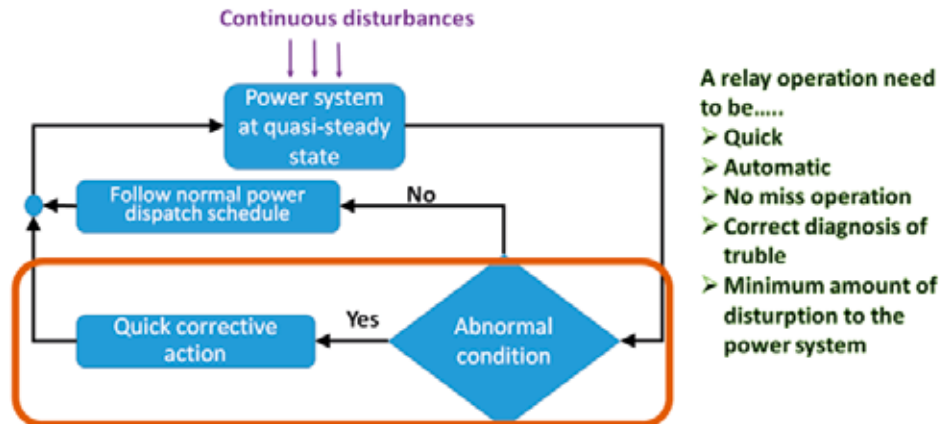 Continuous disturbances
Power system
at quasi-steady
state
Follow normal power
dispatch schedule
No
Quick corrective
action
Yes
Abnormal
condition
A relay operation need
to be.....
➢ Quick
➢ Automatic
➢ No miss operation
➢ Correct diagnosis of
truble
➢ Minimum amount of
disturption to the
power system